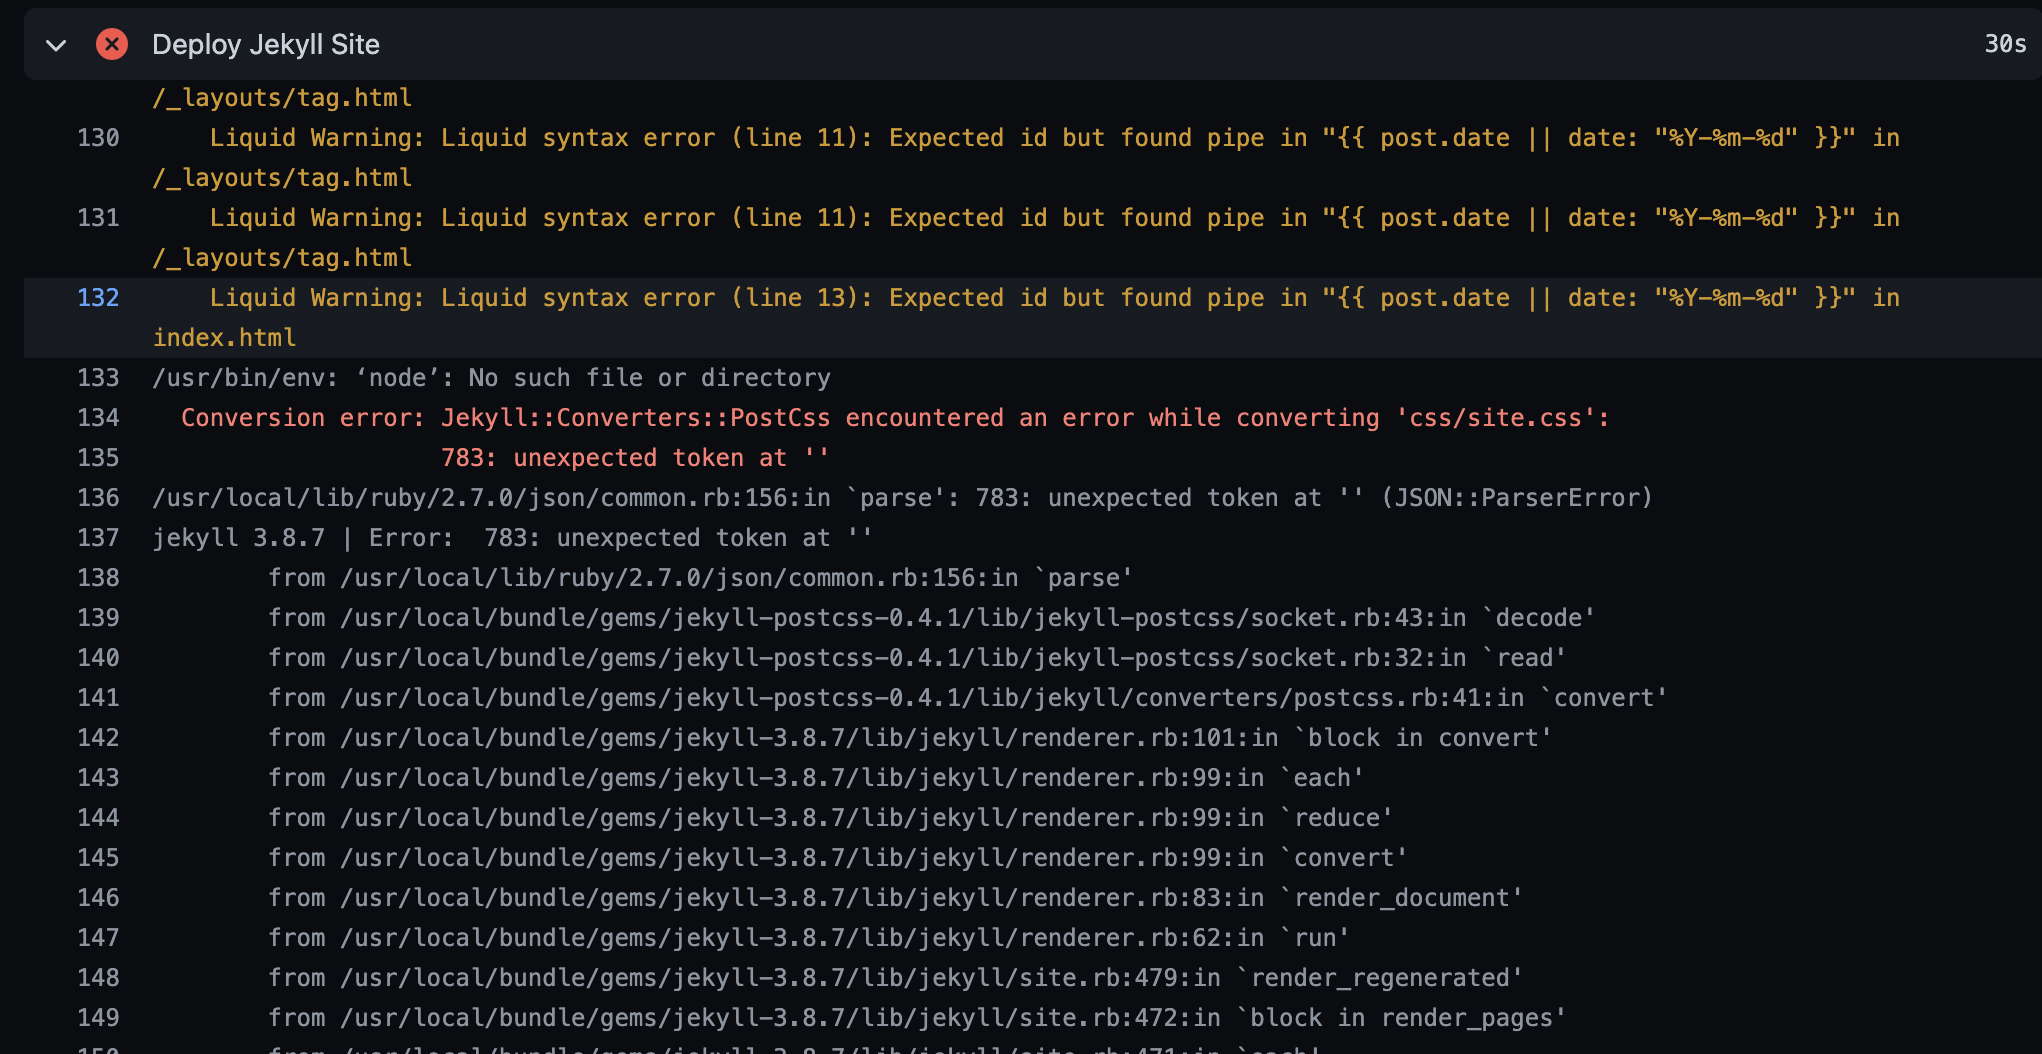 Deploy Jekyll Site 30s
/_layouts/tag.html
130 Liquid Warning: Liquid syntax error (line 11): Expected id but found pipe in "{{ post.date || date: "%Y-%m-%d" }}" in
/_layouts/tag.html
131 Liquid Warning: Liquid syntax error (line 11): Expected id but found pipe in "{{ post.date || date: "%Y-%m-%d" }}" in
/_layouts/tag.html
132 Liquid Warning: Liquid syntax error (line 13): Expected id but found pipe in "{{ post.date || date: "%Y-%m-%d" }}" in
index.html
133 /usr/bin/env: ‘node’: No such file or directory
134 Conversion error: Jekyll::Converters::PostCss encountered an error while converting 'css/site.css':
135 783: unexpected token at ''
136 /usr/local/lib/ruby/2.7.0/json/common.rb:156:in `parse': 783: unexpected token at '' (JSON::ParserError)
137 jekyll 3.8.7 | Error:  783: unexpected token at ''
138 from /usr/local/lib/ruby/2.7.0/json/common.rb:156:in `parse'
139 from /usr/local/bundle/gems/jekyll-postcss-0.4.1/lib/jekyll-postcss/socket.rb:43:in `decode'
140 from /usr/local/bundle/gems/jekyll-postcss-0.4.1/lib/jekyll-postcss/socket.rb:32:in `read'
141 from /usr/local/bundle/gems/jekyll-postcss-0.4.1/lib/jekyll/converters/postcss.rb:41:in `convert'
142 from /usr/local/bundle/gems/jekyll-3.8.7/lib/jekyll/renderer.rb:101:in `block in convert'
143 from /usr/local/bundle/gems/jekyll-3.8.7/lib/jekyll/renderer.rb:99:in `each'
144 from /usr/local/bundle/gems/jekyll-3.8.7/lib/jekyll/renderer.rb:99:in `reduce'
145 from /usr/local/bundle/gems/jekyll-3.8.7/lib/jekyll/renderer.rb:99:in `convert'
146 from /usr/local/bundle/gems/jekyll-3.8.7/lib/jekyll/renderer.rb:83:in `render_document'
147 from /usr/local/bundle/gems/jekyll-3.8.7/lib/jekyll/renderer.rb:62:in `run'
148 from /usr/local/bundle/gems/jekyll-3.8.7/lib/jekyll/site.rb:479:in `render_regenerated'
149 from /usr/local/bundle/gems/jekyll-3.8.7/lib/jekyll/site.rb:472:in `block in render_pages'
150 from /usr/local/bundle/gems/jekyll-3.8.7/lib/jekyll/site.rb:471:in `each'